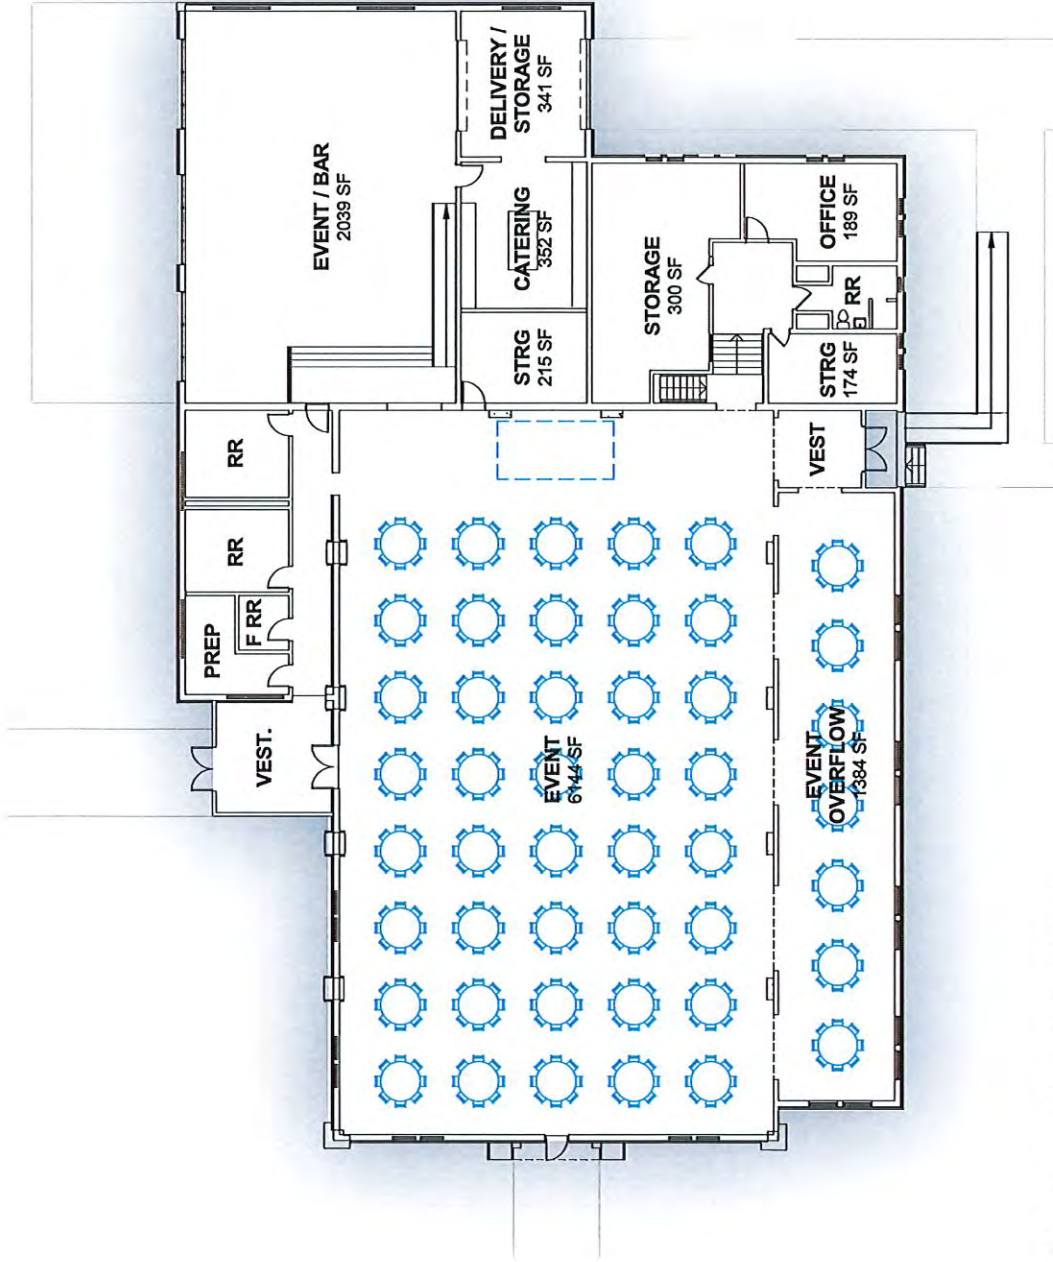 EVENT / BAR
2039 SF
DELIVERY /
STORAGE
341 SF
CATERING
352 SF
STRG
215 SF
STORAGE
300 SF
OFFICE
189 SF
RR
STRG
174 SF
RR
RR
F RR
PREP
VEST
VEST.
EVENT
6144 SF
EVENT
OVERFLOW
1384 SF